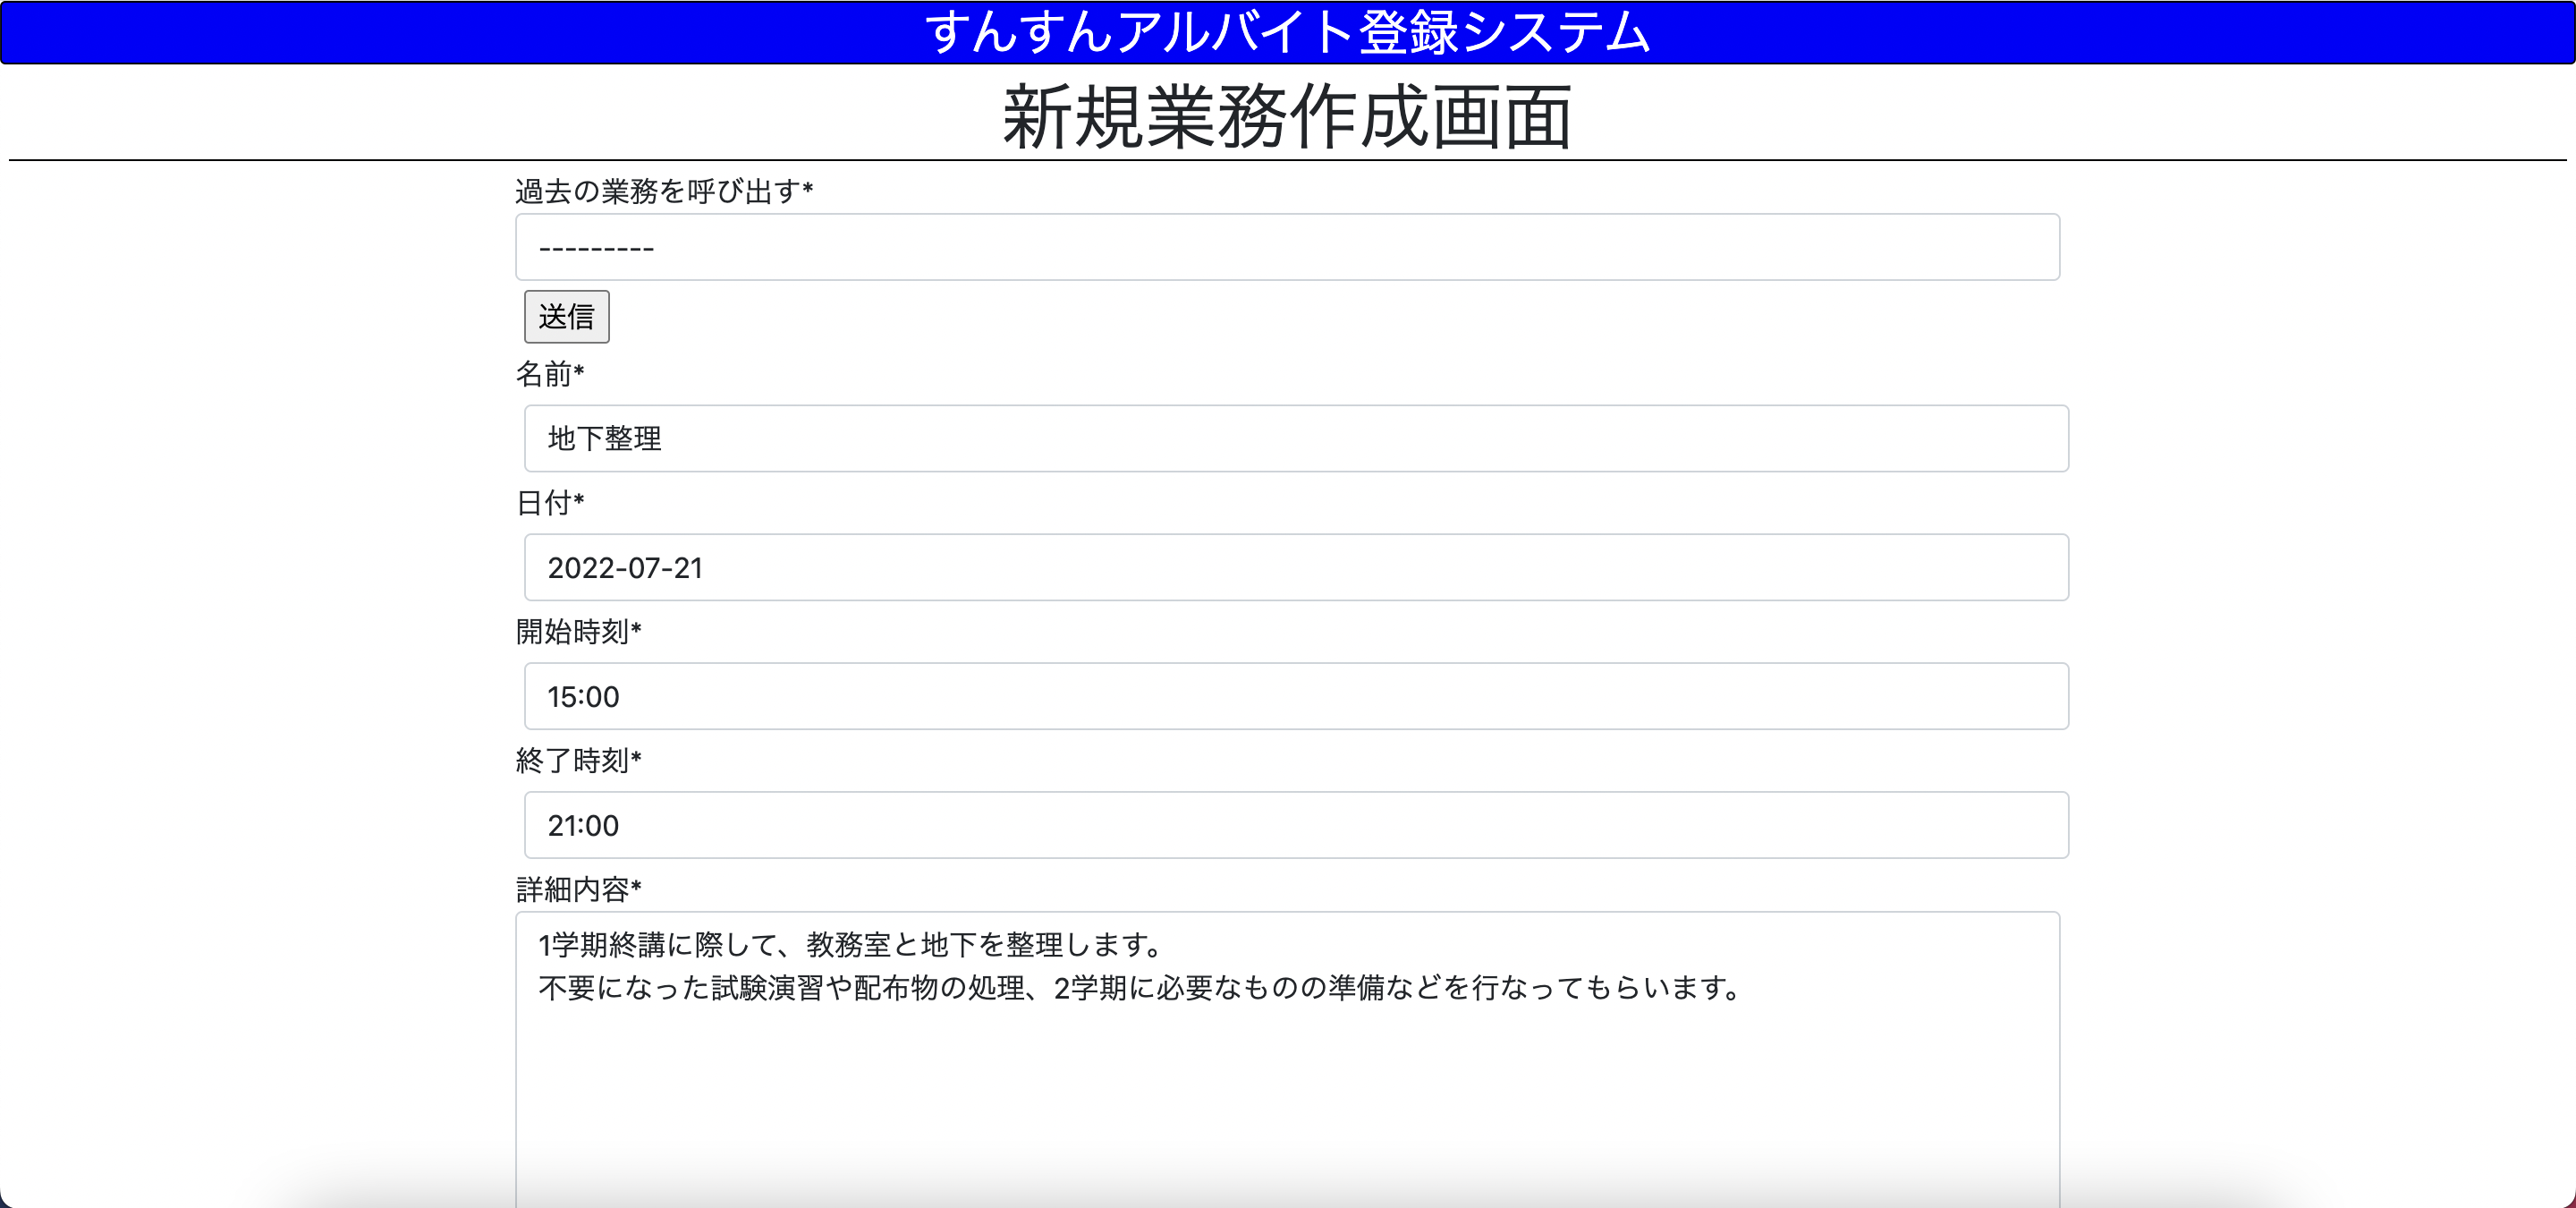 すんすんアルバイト登録システム
新規業務作成画面
過去の業務を呼び出す*
---------
送信
名前*
地下整理
日付*
2022-07-21
開始時刻*
15:00
終了時刻*
21:00
詳細内容*
1学期終講に際して、教務室と地下を整理します。
不要になった試験演習や配布物の処理、2学期に必要なものの準備などを行なってもらいます。